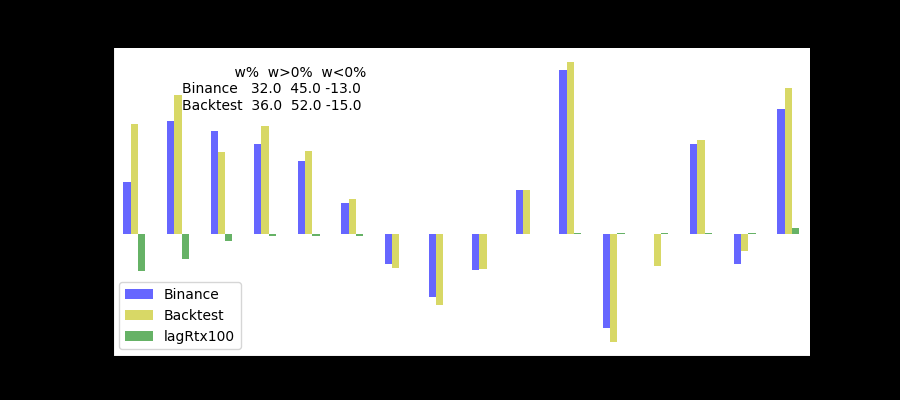 w% w>0% w<0%
Binance 32.0 45.0 -13.0
Backtest 36.0 52.0 -15.0
Binance
Backtest
lagRtx100